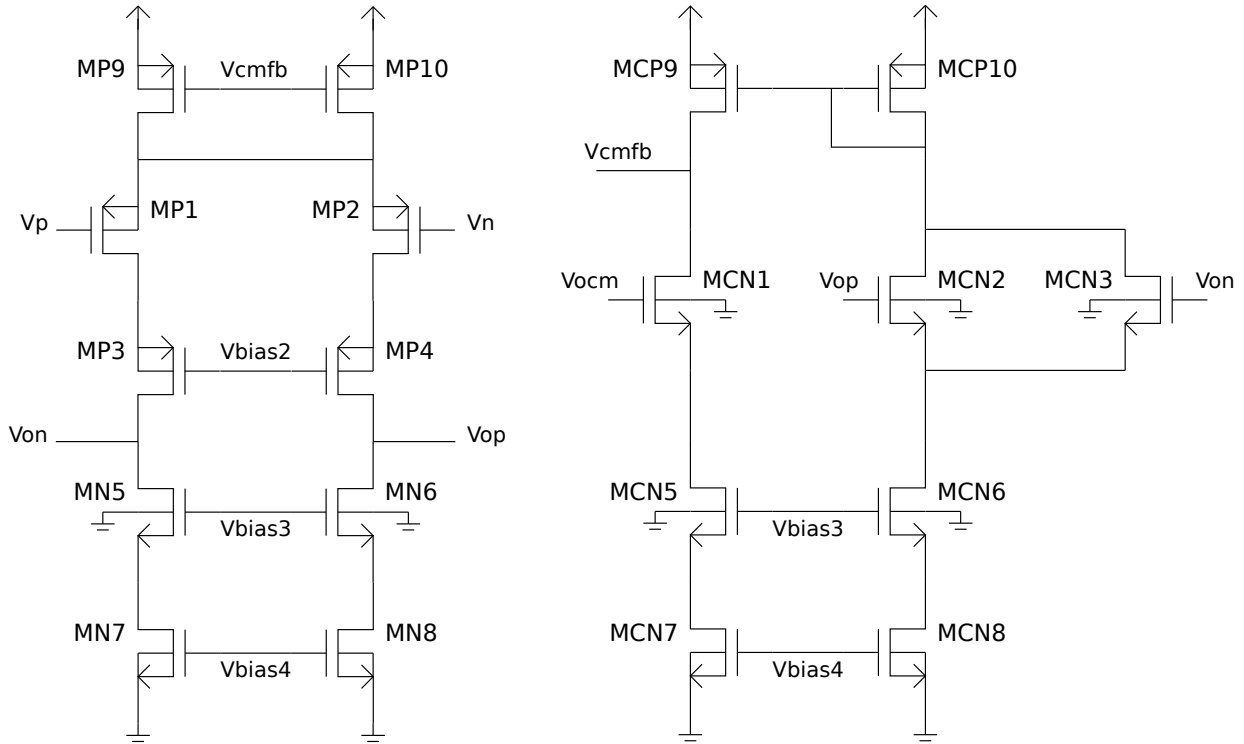 MP9 Vcmfb MP10 MCP9 MCP10
Vcmfb
Vp MP1 MP2 Vn
Vocm MCN1 Vop MCN2 MCN3 Von
MP3 Vbias2 MP4
Von Vop
MN5 MN6 MCN5 MCN6
Vbias3 Vbias3
MN7 MN8 MCN7 MCN8
Vbias4 Vbias4